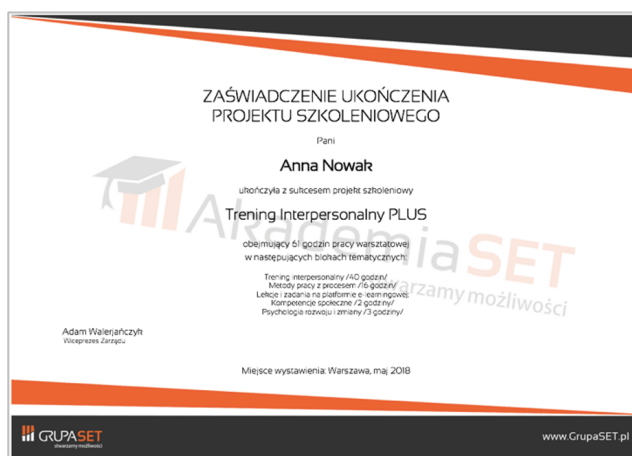 ZAŚWIADCZENIE UKOŃCZENIA
PROJEKTU SZKOLENIOWEGO
Pani
Anna Nowak
ukończyła z sukcesem projekt szkoleniowy
Trening Interpersonalny PLUS
AkademiaSET
stwarzamy możliwości
obejmujący 61 godzin pracy warsztatowej
w następujących blokach tematycznych:
Trening interpersonalny /40 godzin/
Metody pracy z procesem /16 godzin/
Lekcje i zadania na platformie e-learningowej:
Kompetencje społeczne /2 godziny/
Psychologia rozwoju i zmiany /3 godziny/
Adam Walerjańczyk
Wiceprezes Zarządu
Miejsce wystawienia: Warszawa, maj 2018
GRUPASET
stwarzamy możliwości
www.GrupaSET.pl